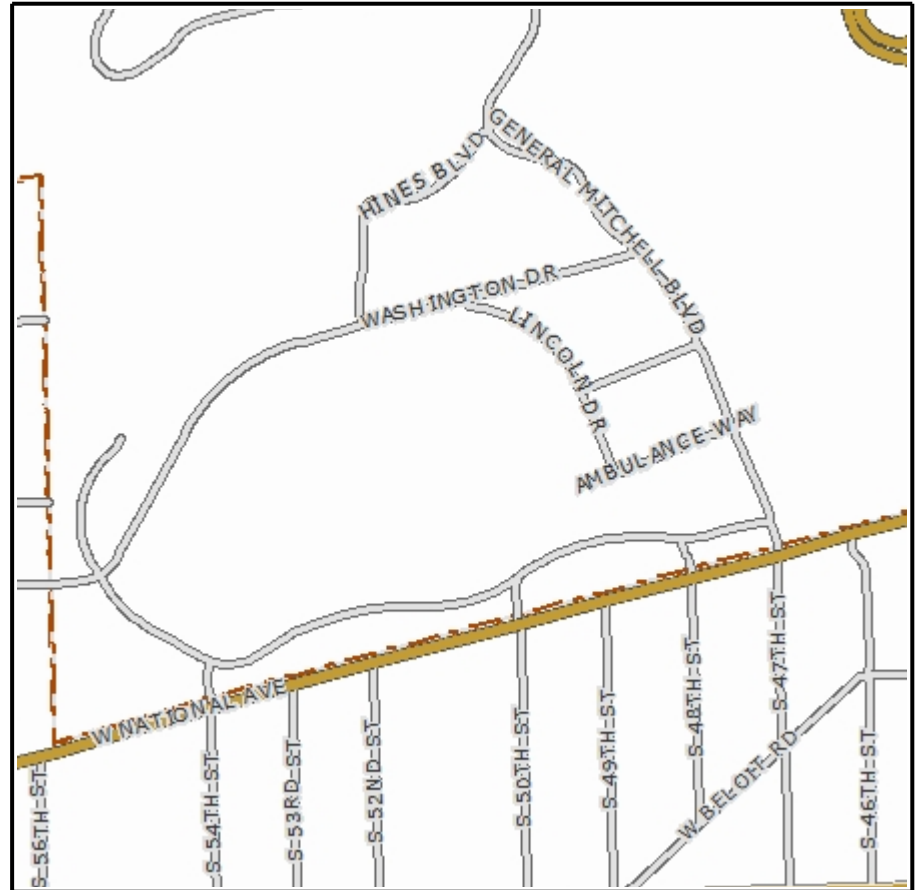 GENERAL MITCHELL BLVD
HINES BLVD
WASHINGTON DR
LINCOLN DR
AMBULANCE WAY
W NATIONAL AVE
S 56TH ST
S 54TH ST
S 53RD ST
S 52ND ST
S 50TH ST
S 49TH ST
S 48TH ST
S 47TH ST
S 46TH ST
W BELOIT RD